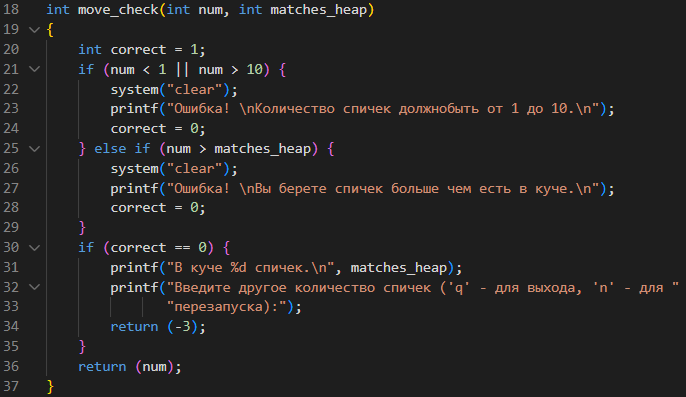 18 int move_check(int num, int matches_heap)
19 {
20     int correct = 1;
21     if (num < 1 || num > 10) {
22         system("clear");
23         printf("Ошибка! \nКоличество спичек должнобыть от 1 до 10.\n");
24         correct = 0;
25     } else if (num > matches_heap) {
26         system("clear");
27         printf("Ошибка! \nВы берете спичек больше чем есть в куче.\n");
28         correct = 0;
29     }
30     if (correct == 0) {
31         printf("В куче %d спичек.\n", matches_heap);
32         printf("Введите другое количество спичек ('q' - для выхода, 'n' - для "
33                "перезапуска):");
34         return (-3);
35     }
36     return (num);
37 }